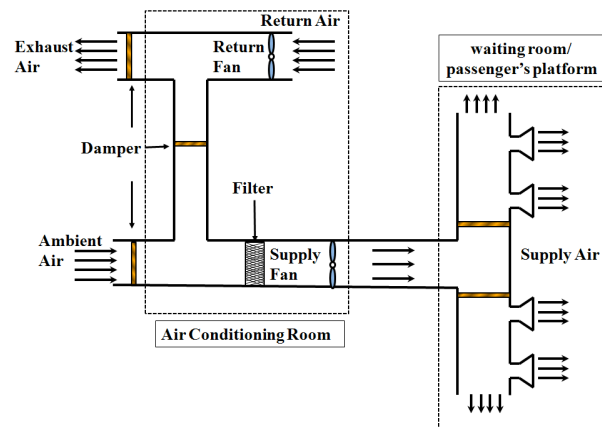 Return Air
Exhaust
Air
Return
Fan
waiting room/
passenger's platform
Damper
Filter
Ambient
Air
Supply
Fan
Supply Air
Air Conditioning Room